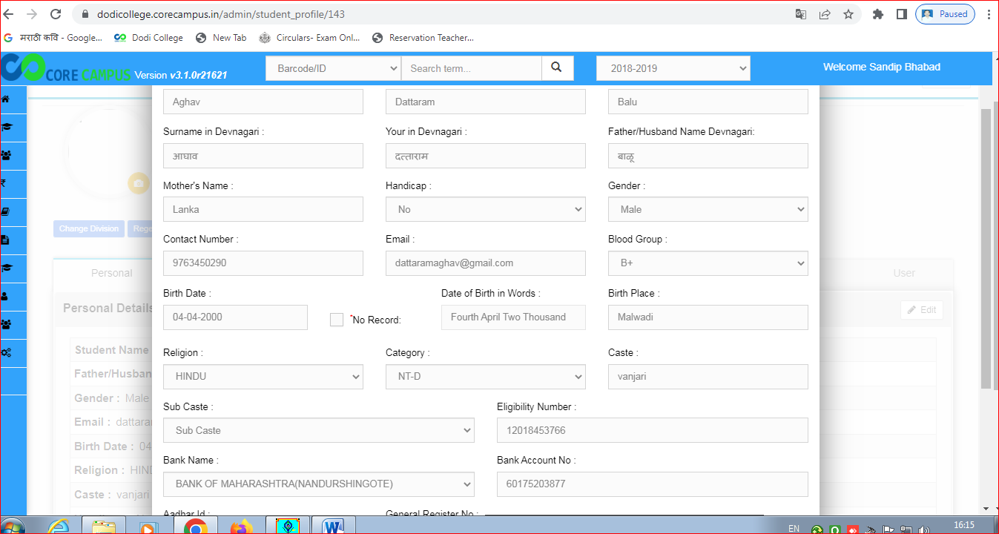 dodicollege.corecampus.in/admin/student_profile/143
Paused
मराठी कवि - Google...
Dodi College
New Tab
Circulars- Exam Onl...
Reservation Teacher...
CORE CAMPUS Version v3.1.0r21621
Barcode/ID
Search term...
2018-2019
Welcome Sandip Bhabad
Aghav
Dattaram
Balu
Surname in Devnagari :
Your in Devnagari :
Father/Husband Name Devnagari:
आघाव
दत्ताराम
बाळू
Mother's Name :
Handicap :
Gender :
Lanka
No
Male
Change Division
Rege
Contact Number :
Email :
Blood Group :
9763450290
dattaramaghav@gmail.com
B+
Personal
User
Birth Date :
Date of Birth in Words :
Birth Place :
Personal Details
Edit
04-04-2000
*No Record:
Fourth April Two Thousand
Malwadi
Student Name
Religion :
Category :
Caste :
Father/Husban
HINDU
NT-D
vanjari
Gender : Male
Sub Caste :
Eligibility Number :
Email : dattara
Sub Caste
12018453766
Birth Date : 04
Bank Name :
Bank Account No :
Religion : HIND
BANK OF MAHARASHTRA(NANDURSHINGOTE)
60175203877
Caste : vanjari
Aadhar Id :
General Register No :
EN
16:15